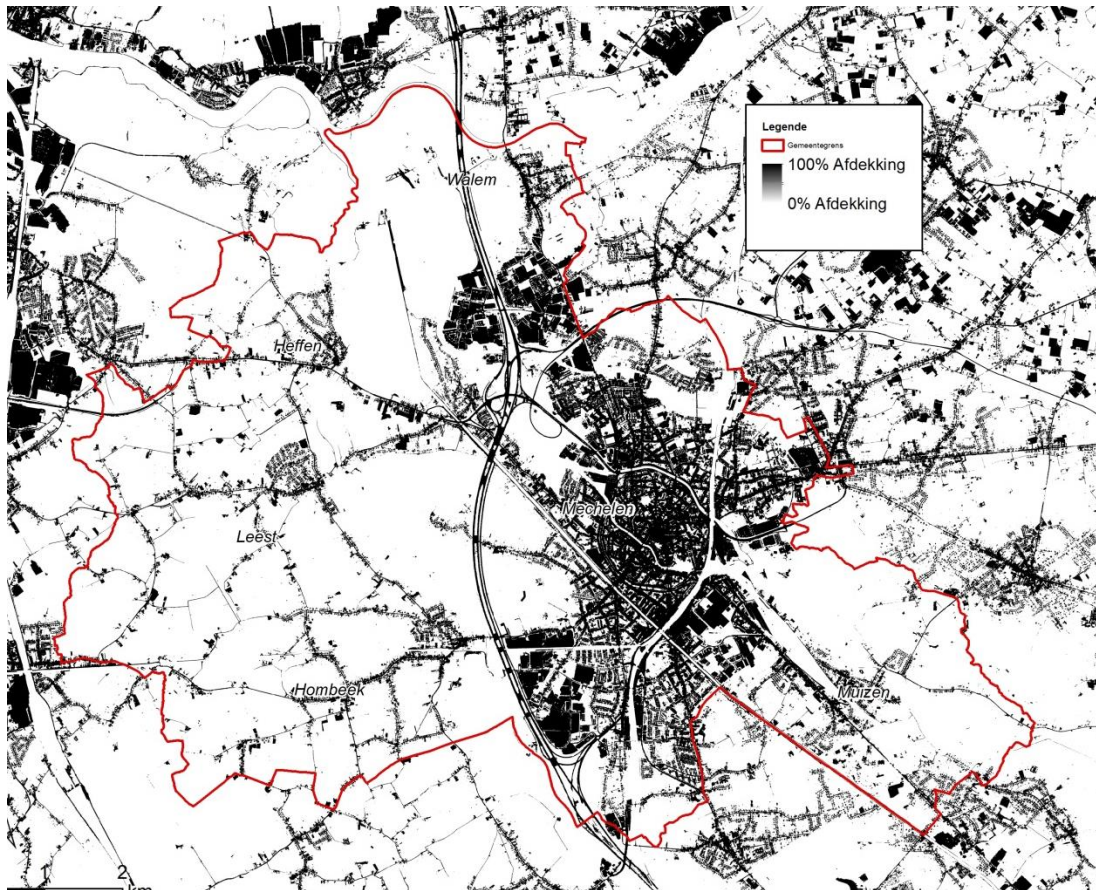 Legende
Gemeentegrens
100% Afdekking
0% Afdekking
Walem
Heffen
Mechelen
Leest
Hombeek
Muizen
1 2
km